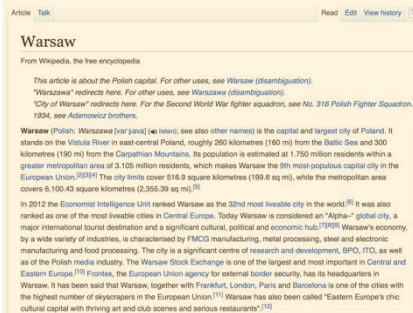 Article Talk Read Edit View history
Warsaw
From Wikipedia, the free encyclopedia
This article is about the Polish capital. For other uses, see Warsaw (disambiguation).
"Warszawa" redirects here. For other uses, see Warszawa (disambiguation).
"City of Warsaw" redirects here. For the Second World War fighter squadron, see No. 316 Polish Fighter Squadron.
1934, see Adamowicz brothers.
Warsaw (Polish: Warszawa [varˈʂava] (listen); see also other names) is the capital and largest city of Poland. It
stands on the Vistula River in east-central Poland, roughly 260 kilometres (160 mi) from the Baltic Sea and 300
kilometres (190 mi) from the Carpathian Mountains. Its population is estimated at 1.750 million residents within a
greater metropolitan area of 3.105 million residents, which makes Warsaw the 9th most-populous capital city in the
European Union.[2][3][4] The city limits cover 516.9 square kilometres (199.6 sq mi), while the metropolitan area
covers 6,100.43 square kilometres (2,355.39 sq mi).[5]
In 2012 the Economist Intelligence Unit ranked Warsaw as the 32nd most liveable city in the world.[6] It was also
ranked as one of the most liveable cities in Central Europe. Today Warsaw is considered an "Alpha–" global city, a
major international tourist destination and a significant cultural, political and economic hub.[7][8][9] Warsaw's economy,
by a wide variety of industries, is characterised by FMCG manufacturing, metal processing, steel and electronic
manufacturing and food processing. The city is a significant centre of research and development, BPO, ITO, as well
as of the Polish media industry. The Warsaw Stock Exchange is one of the largest and most important in Central and
Eastern Europe.[10] Frontex, the European Union agency for external border security, has its headquarters in
Warsaw. It has been said that Warsaw, together with Frankfurt, London, Paris and Barcelona is one of the cities with
the highest number of skyscrapers in the European Union.[11] Warsaw has also been called "Eastern Europe's chic
cultural capital with thriving art and club scenes and serious restaurants".[12]